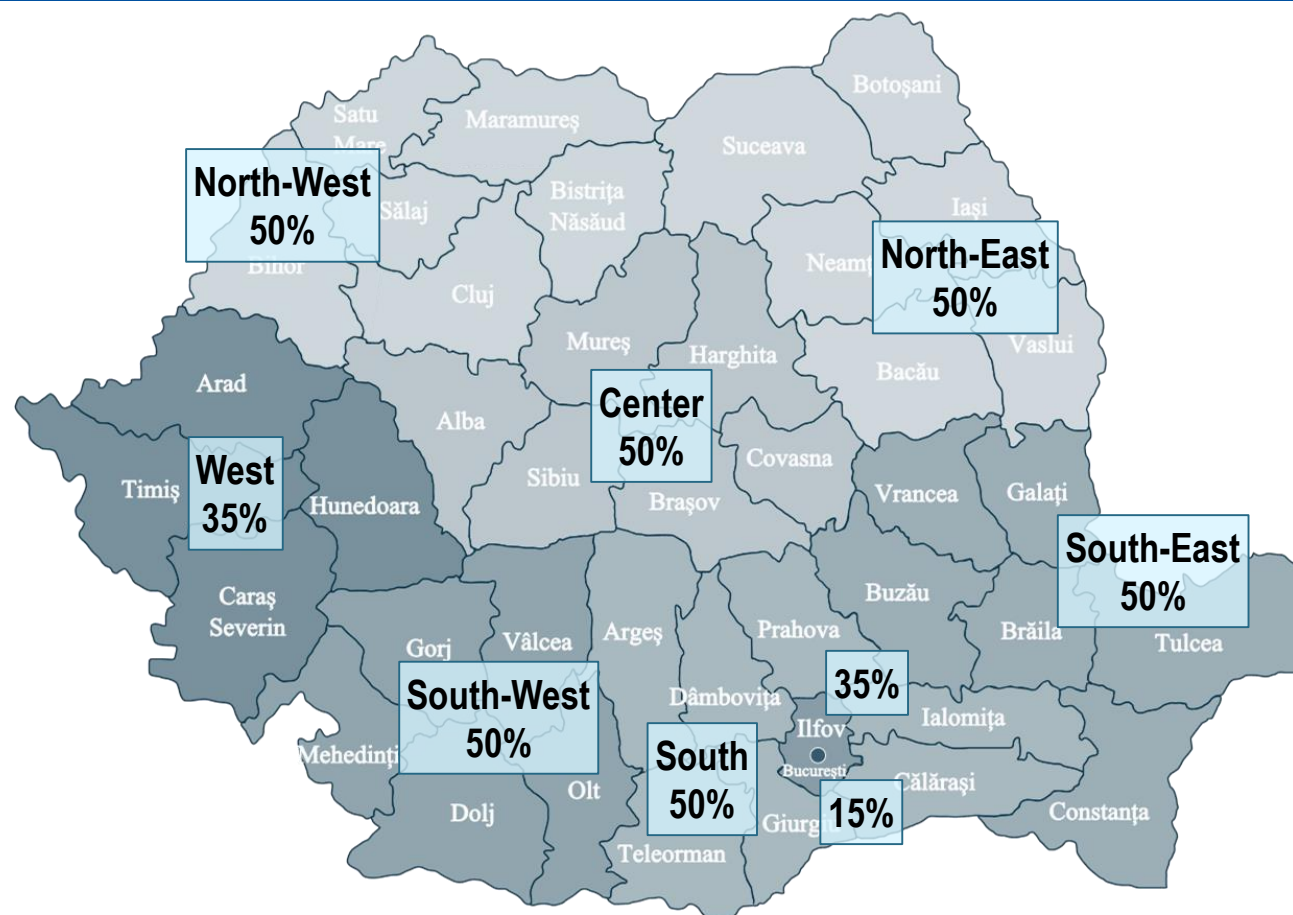 Botoșani
Satu
Mare
Maramureș
Suceava
North-West
50%
Bistrița
Năsăud
Sălaj
Iași
Bihor
Neamț
North-East
50%
Cluj
Mureș
Harghita
Vaslui
Bacău
Arad
Center
50%
Alba
Covasna
West
35%
Timiș
Hunedoara
Sibiu
Brașov
Vrancea
Galați
South-East
50%
Caraș
Severin
Buzău
Gorj
Vâlcea
Argeș
Prahova
Brăila
Tulcea
35%
South-West
50%
Dâmbovița
Ilfov
Ialomița
Mehedinți
South
50%
București
Călărași
Olt
Dolj
15%
Giurgiu
Constanța
Teleorman